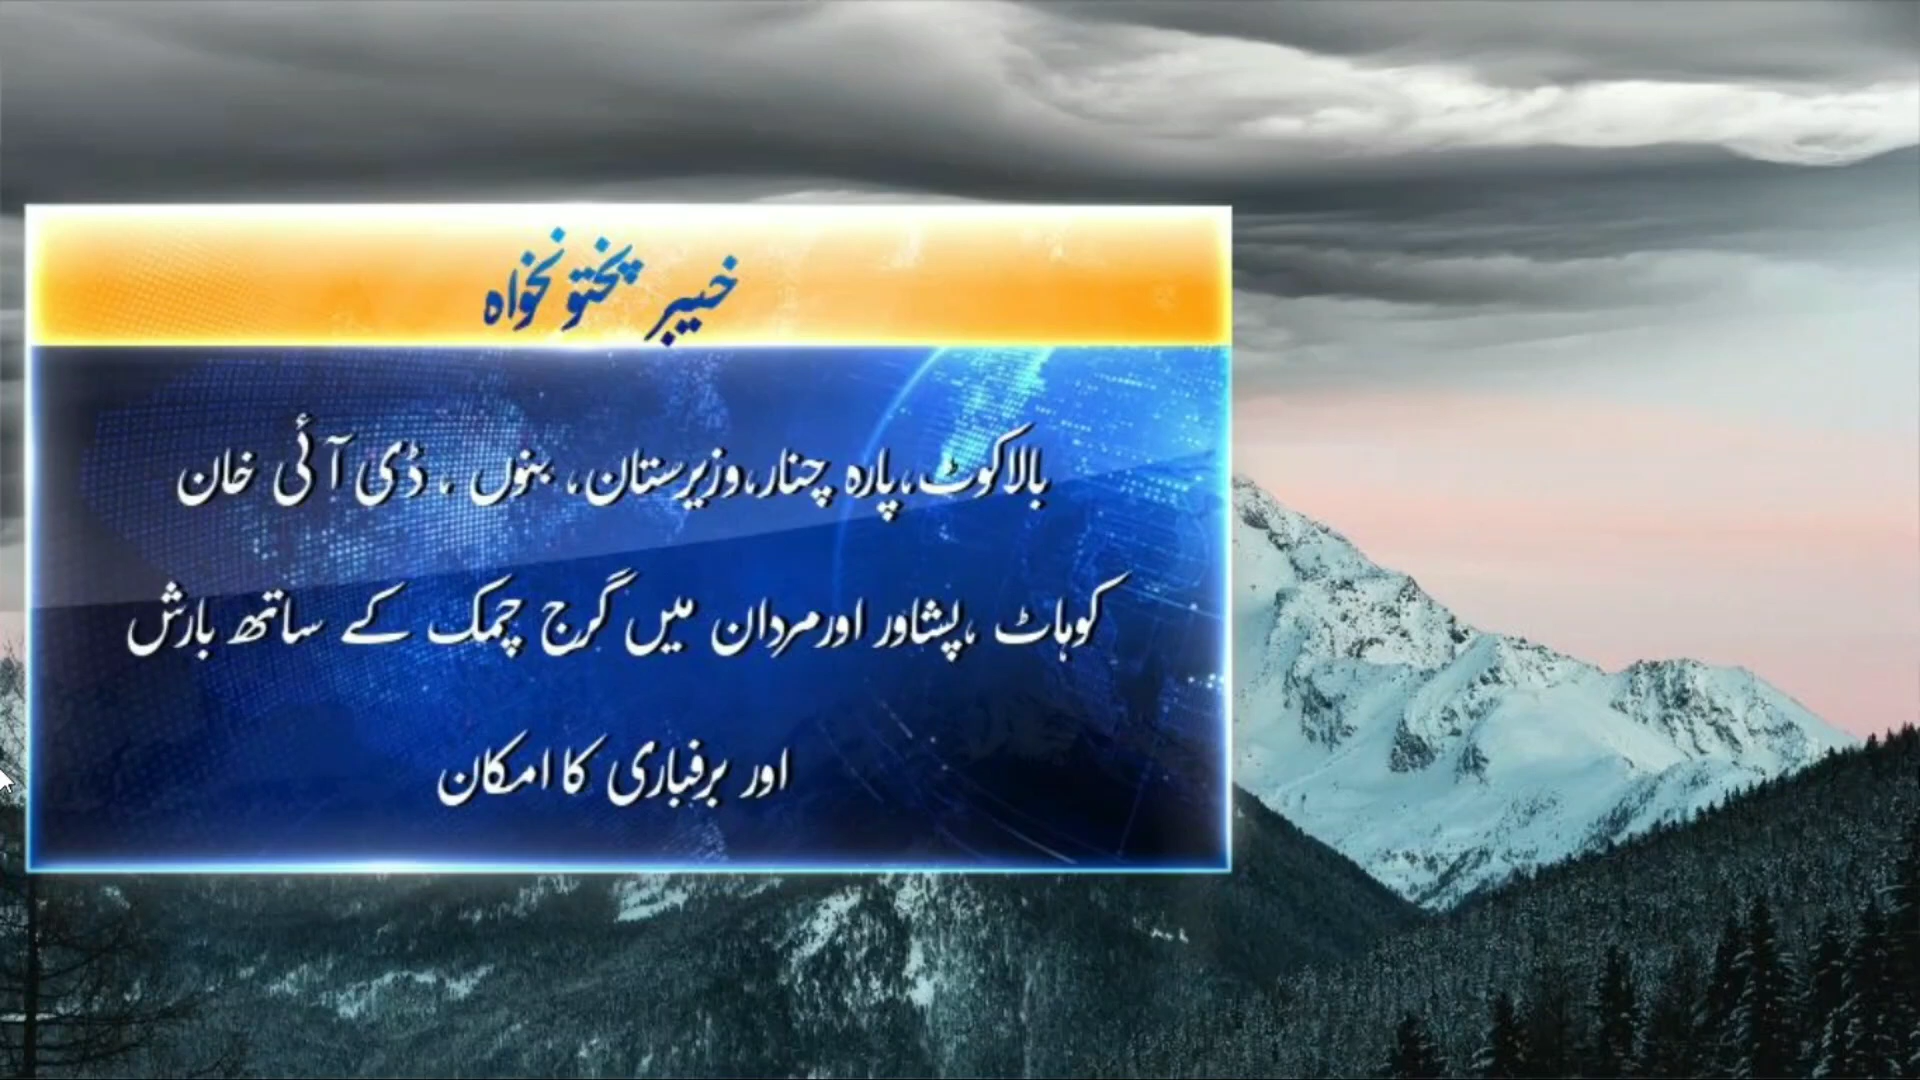 خیبر پختونخواہ
بالاکوٹ،پارہ چنار،وزیرستان، بنوں ، ڈی آئی خان
کوہاٹ ،پشاور اورمردان میں گرج چمک کے ساتھ بارش
اور برفباری کا امکان